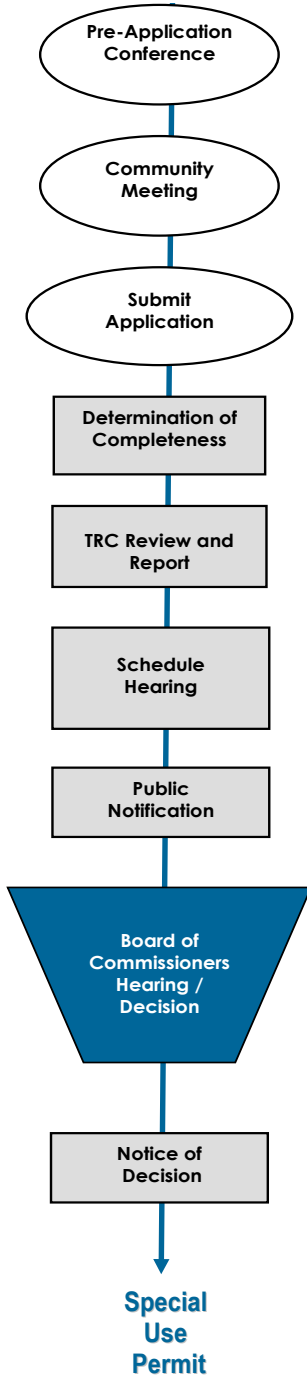 Pre-Application
Conference
Community
Meeting
Submit
Application
Determination of
Completeness
TRC Review and
Report
Schedule
Hearing
Public
Notification
Board of
Commissioners
Hearing /
Decision
Notice of
Decision
Special
Use
Permit